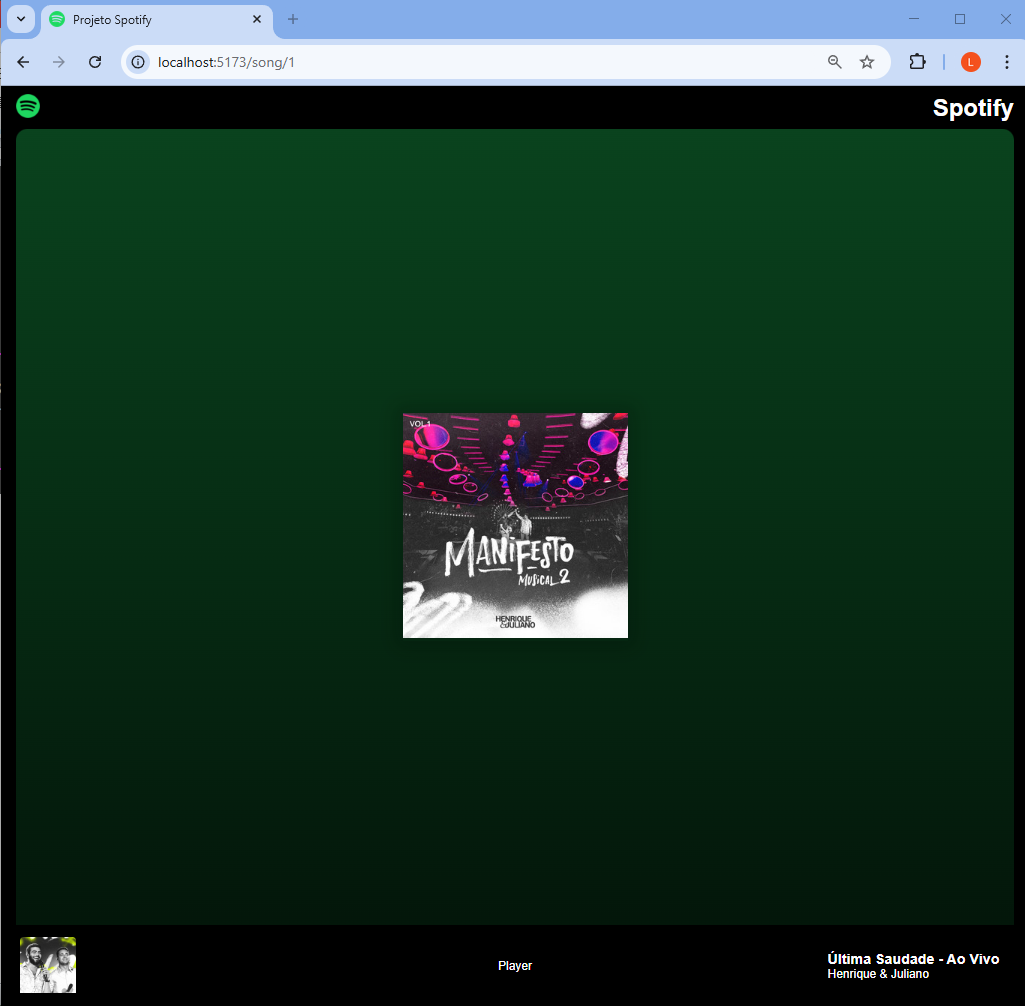 Projeto Spotify
localhost:5173/song/1
L
Spotify
VOL.1
MANIFESTO
MUSICAL 2
HENRIQUE
&JULIANO
Player
Última Saudade - Ao Vivo
Henrique & Juliano